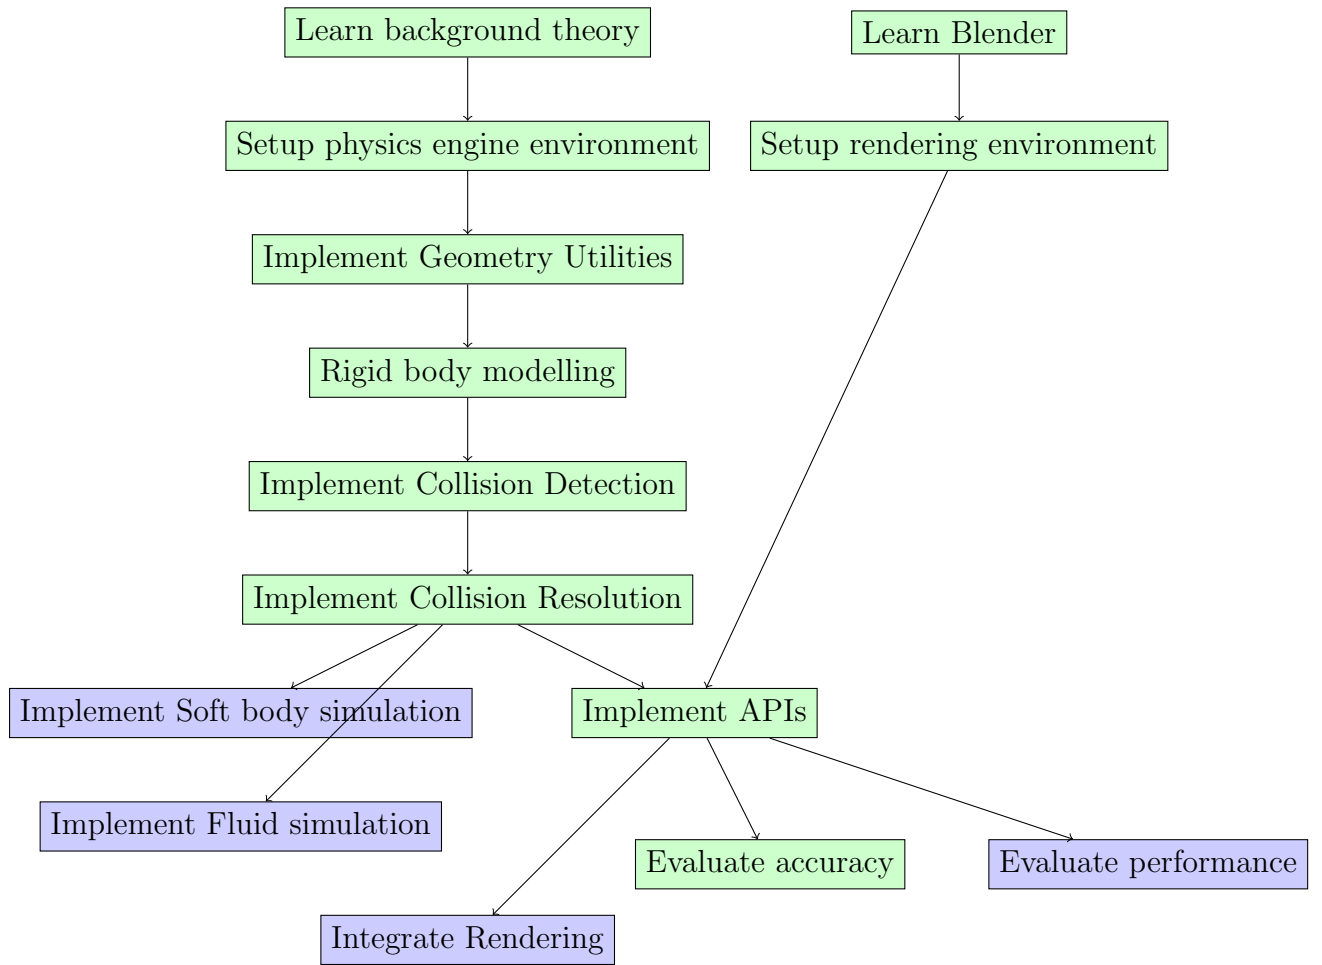 Learn background theory
Learn Blender
Setup physics engine environment
Setup rendering environment
Implement Geometry Utilities
Rigid body modelling
Implement Collision Detection
Implement Collision Resolution
Implement Soft body simulation
Implement APIs
Implement Fluid simulation
Evaluate accuracy
Evaluate performance
Integrate Rendering